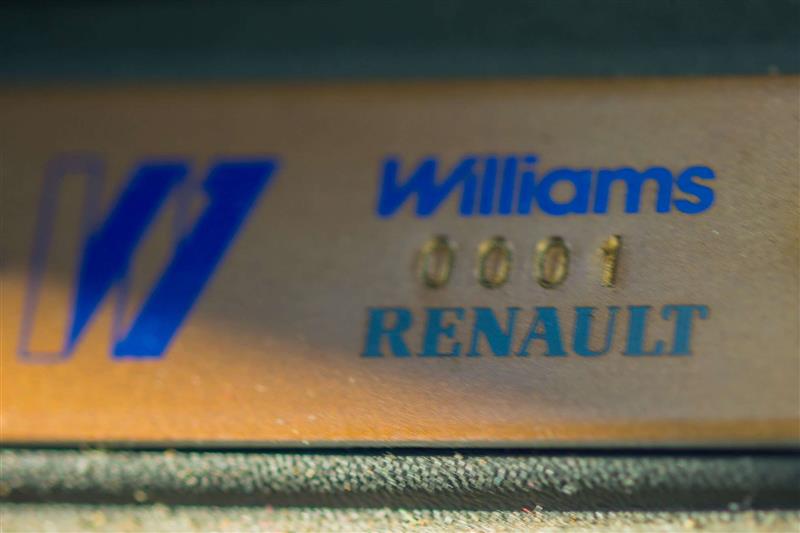 W
Williams
0001
RENAULT